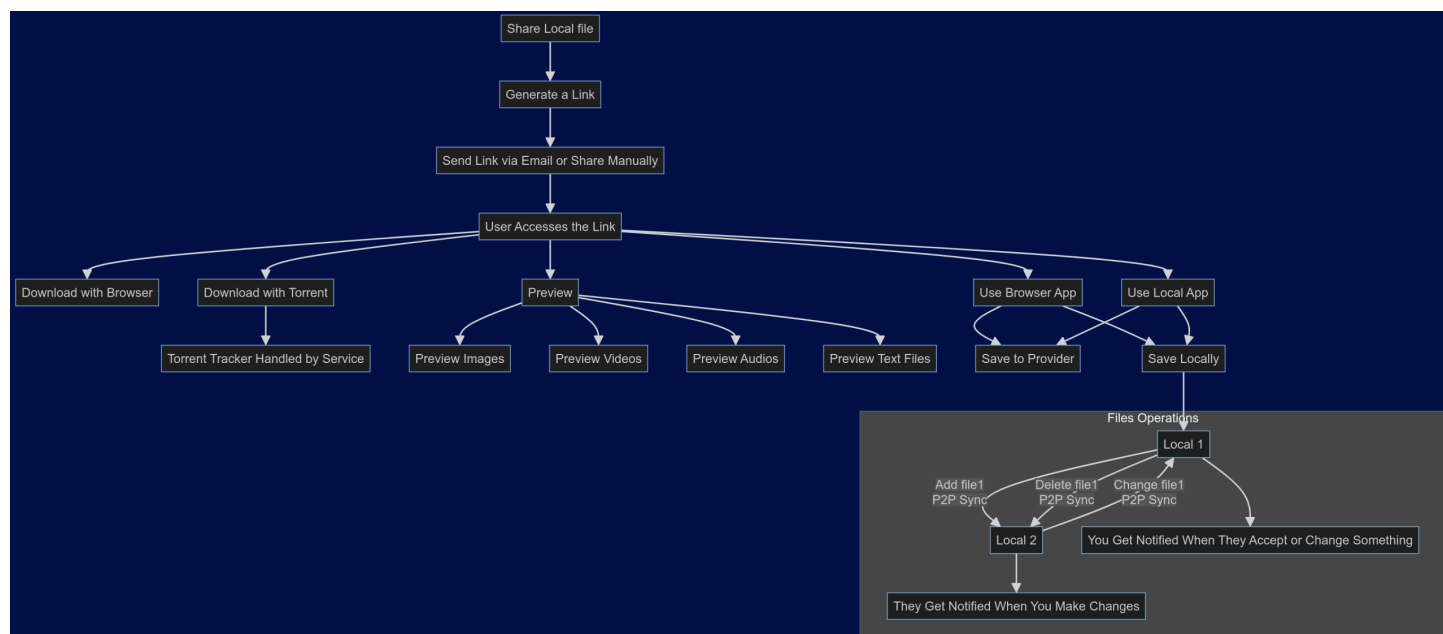 Share Local file
Generate a Link
Send Link via Email or Share Manually
User Accesses the Link
Download with Browser
Download with Torrent
Preview
Use Browser App
Use Local App
Torrent Tracker Handled by Service
Preview Images
Preview Videos
Preview Audios
Preview Text Files
Save to Provider
Save Locally
Files Operations
Local 1
Add file1
P2P Sync
Delete file1
P2P Sync
Change file1
P2P Sync
Local 2
You Get Notified When They Accept or Change Something
They Get Notified When You Make Changes